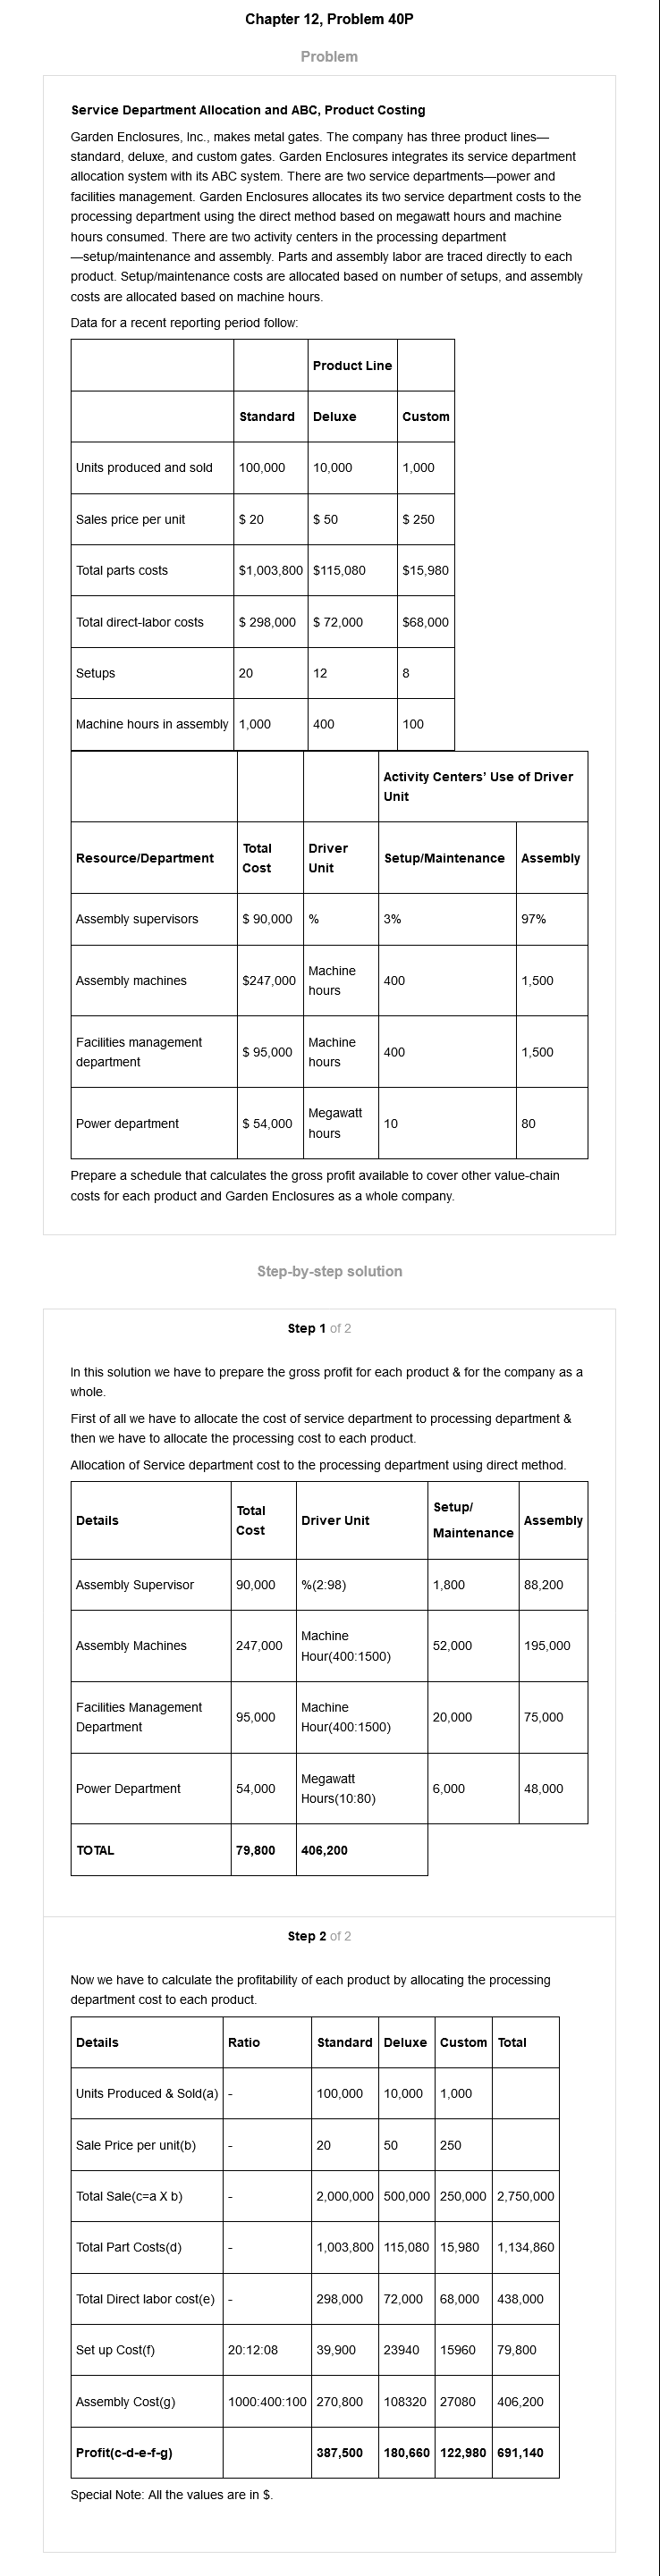 Chapter 12, Problem 40P
Problem
Service Department Allocation and ABC, Product Costing
Garden Enclosures, Inc., makes metal gates. The company has three product lines—
standard, deluxe, and custom gates. Garden Enclosures integrates its service department
allocation system with its ABC system. There are two service departments—power and
facilities management. Garden Enclosures allocates its two service department costs to the
processing department using the direct method based on megawatt hours and machine
hours consumed. There are two activity centers in the processing department
—setup/maintenance and assembly. Parts and assembly labor are traced directly to each
product. Setup/maintenance costs are allocated based on number of setups, and assembly
costs are allocated based on machine hours.
Data for a recent reporting period follow:
Product Line
Standard Deluxe Custom
Units produced and sold 100,000 10,000 1,000
Sales price per unit $ 20 $ 50 $ 250
Total parts costs $1,003,800 $115,080 $15,980
Total direct-labor costs $ 298,000 $ 72,000 $68,000
Setups 20 12 8
Machine hours in assembly 1,000 400 100
Activity Centers' Use of Driver
Unit
Resource/Department Total Cost Driver Unit Setup/Maintenance Assembly
Assembly supervisors $ 90,000 % 3% 97%
Assembly machines $247,000 Machine hours 400 1,500
Facilities management department $ 95,000 Machine hours 400 1,500
Power department $ 54,000 Megawatt hours 10 80
Prepare a schedule that calculates the gross profit available to cover other value-chain
costs for each product and Garden Enclosures as a whole company.
Step-by-step solution
Step 1 of 2
In this solution we have to prepare the gross profit for each product & for the company as a
whole.
First of all we have to allocate the cost of service department to processing department &
then we have to allocate the processing cost to each product.
Allocation of Service department cost to the processing department using direct method.
Details Total Cost Driver Unit Setup/ Maintenance Assembly
Assembly Supervisor 90,000 %(2:98) 1,800 88,200
Assembly Machines 247,000 Machine Hour(400:1500) 52,000 195,000
Facilities Management Department 95,000 Machine Hour(400:1500) 20,000 75,000
Power Department 54,000 Megawatt Hours(10:80) 6,000 48,000
TOTAL 79,800 406,200
Step 2 of 2
Now we have to calculate the profitability of each product by allocating the processing
department cost to each product.
Details Ratio Standard Deluxe Custom Total
Units Produced & Sold(a) - 100,000 10,000 1,000
Sale Price per unit(b) - 20 50 250
Total Sale(c=a X b) - 2,000,000 500,000 250,000 2,750,000
Total Part Costs(d) - 1,003,800 115,080 15,980 1,134,860
Total Direct labor cost(e) - 298,000 72,000 68,000 438,000
Set up Cost(f) 20:12:08 39,900 23940 15960 79,800
Assembly Cost(g) 1000:400:100 270,800 108320 27080 406,200
Profit(c-d-e-f-g) 387,500 180,660 122,980 691,140
Special Note: All the values are in $.